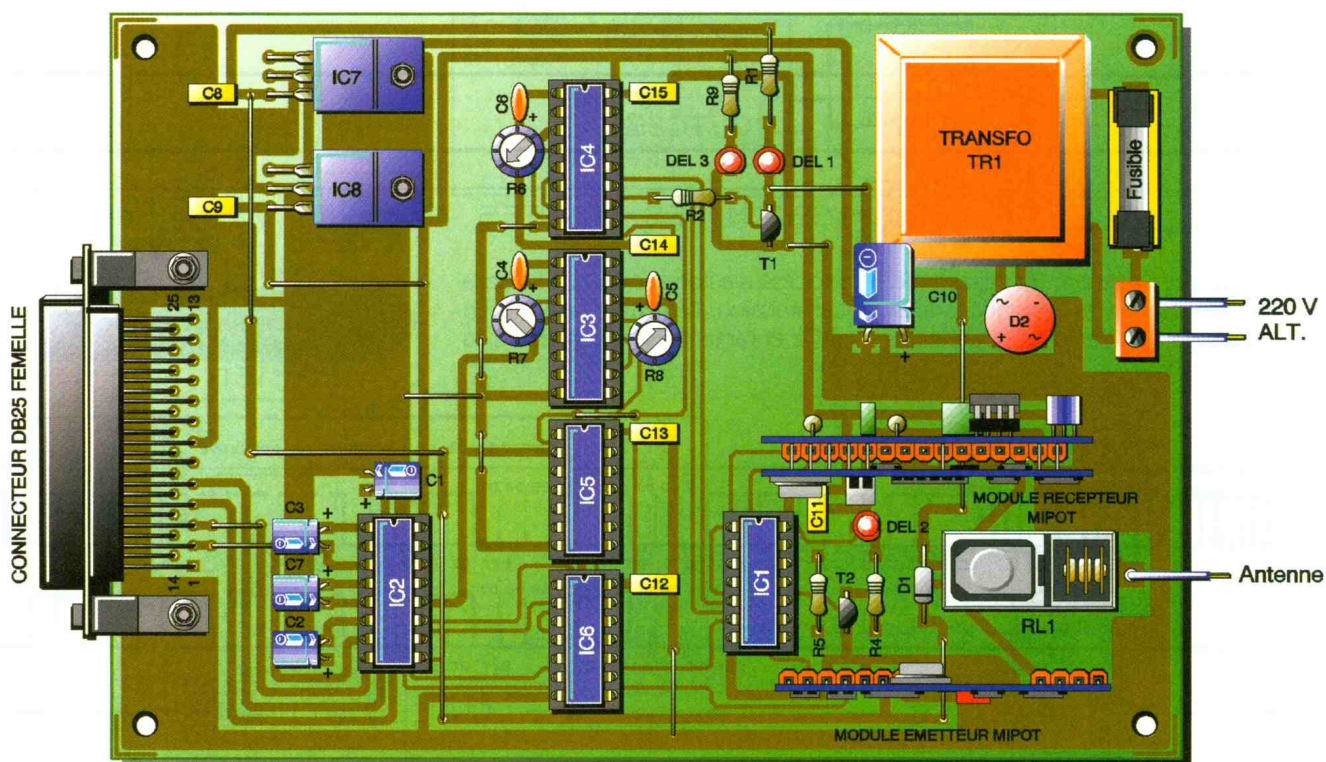 IC7
C8
IC8
C9
C6
+
R6
IC4
C15
R9
R1
DEL 3
DEL 1
R2
T1
C14
TRANSFO
TR1
Fusible
220 V
ALT.
C4
+
R7
IC3
+
C5
R8
C10
+
~
-
D2
+
~
CONNECTEUR DB25 FEMELLE
25
13
14
1
C13
IC5
C1
+
C3
+
C7
+
C2
+
IC2
C12
IC6
IC1
C11
DEL 2
MODULE RECEPTEUR
MIPOT
R5
T2
R4
D1
RL1
Antenne
MODULE EMETTEUR MIPOT